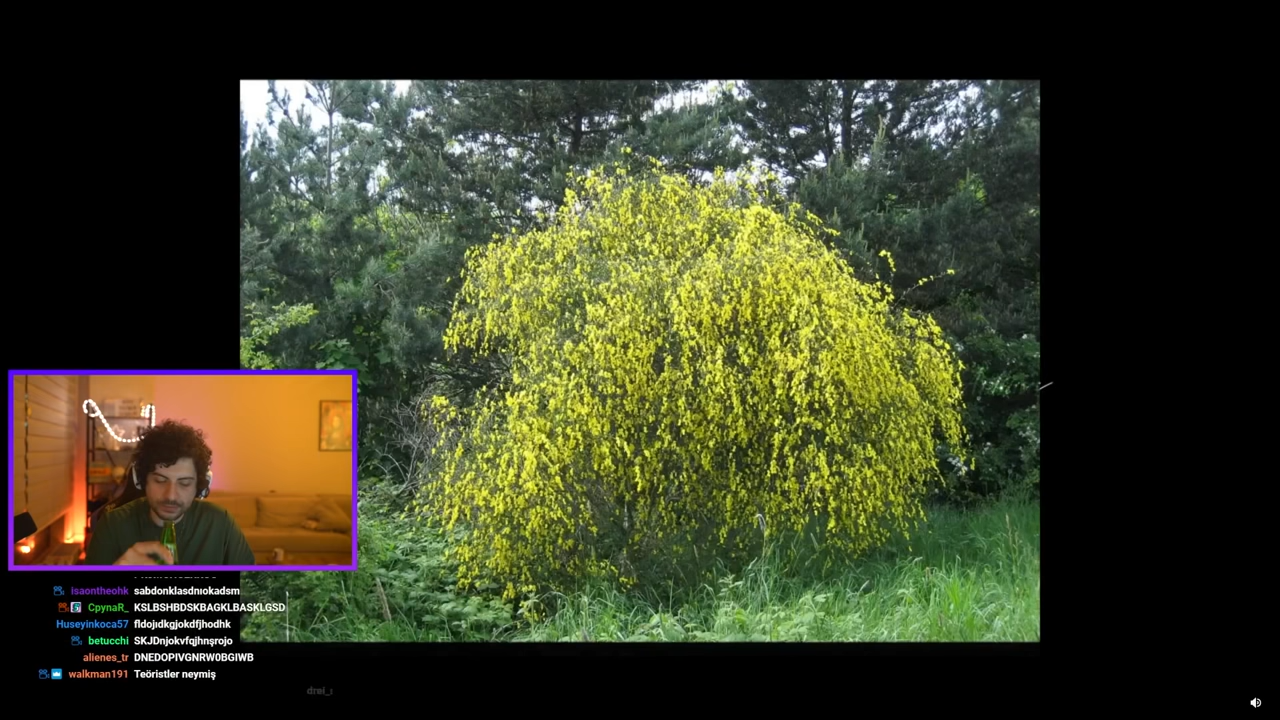 isaontheohk sabdonklasdnıokadsm
CpynaR_ KSLBSHBDSKBAGKLBASKLGSD
Huseyinkoca57 fldojıdkgjokdfjhodhk
betucchi SKJDnjokvfqjhnşrojo
alienes_tr DNEDOPIVGNRW0BGIWB
walkman191 Teöristler neymiş